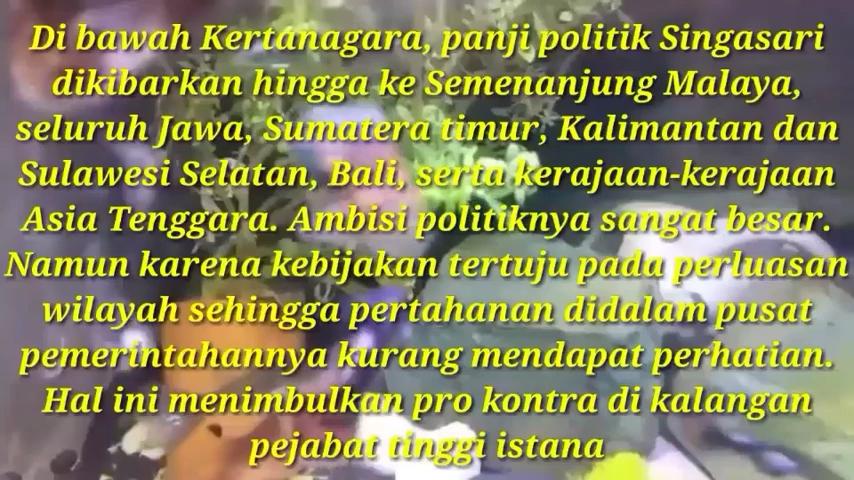 Di bawah Kertanagara, panji politik Singasari
dikibarkan hingga ke Semenanjung Malaya,
seluruh Jawa, Sumatera timur, Kalimantan dan
Sulawesi Selatan, Bali, serta kerajaan-kerajaan
Asia Tenggara. Ambisi politiknya sangat besar.
Namun karena kebijakan tertuju pada perluasan
wilayah sehingga pertahanan didalam pusat
pemerintahannya kurang mendapat perhatian.
Hal ini menimbulkan pro kontra di kalangan
pejabat tinggi istana